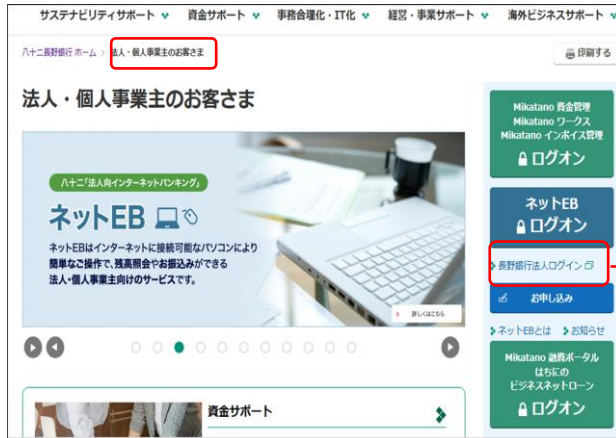 サステナビリティサポート 資金サポート 事務合理化・IT化 経営・事業サポート 海外ビジネスサポート
八十二長野銀行 ホーム > 法人・個人事業主のお客さま
印刷する
法人・個人事業主のお客さま
八十二「法人向インターネットバンキング」
ネットEB
ネットEBはインターネットに接続可能なパソコンにより
簡単なご操作で、残高照会やお振込みができる
法人・個人事業主向けのサービスです。
詳しくはこちら
資金サポート
Mikatano 資金管理
Mikatano ワークス
Mikatano インボイス管理
ログオン
ネットEB
ログオン
長野銀行法人ログイン
お申し込み
ネットEBとは お知らせ
Mikatano 融資ポータル
はちにの
ビジネスネットローン
ログオン